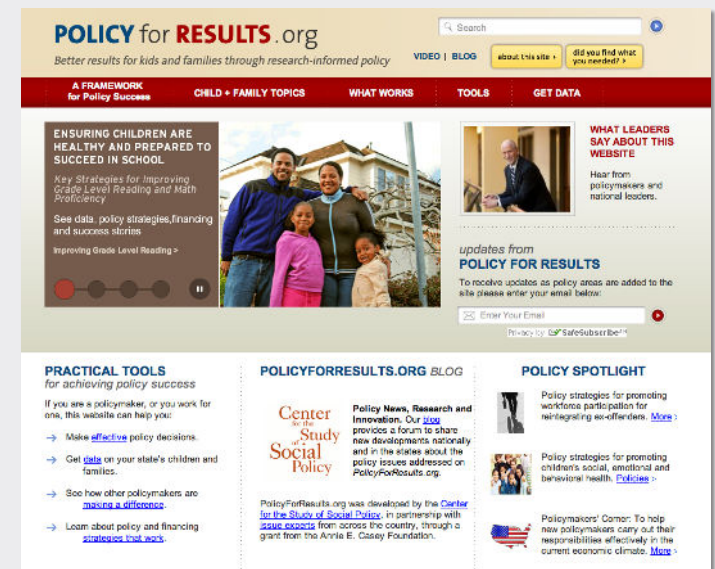 POLICY for RESULTS.org
Better results for kids and families through research-informed policy
Search
VIDEO | BLOG
about this site ›
did you find what
you needed? ›
A FRAMEWORK
for Policy Success
CHILD + FAMILY TOPICS
WHAT WORKS
TOOLS
GET DATA
ENSURING CHILDREN ARE
HEALTHY AND PREPARED TO
SUCCEED IN SCHOOL
Key Strategies for Improving
Grade Level Reading and Math
Proficiency
See data, policy strategies,financing
and success stories
Improving Grade Level Reading >
WHAT LEADERS
SAY ABOUT THIS
WEBSITE
Hear from
policymakers and
national leaders.
updates from
POLICY FOR RESULTS
To receive updates as policy areas are added to the
site please enter your email below:
Enter Your Email
Privacy by SafeSubscribe℠
PRACTICAL TOOLS
for achieving policy success
If you are a policymaker, or you work for
one, this website can help you:
→ Make effective policy decisions.
→ Get data on your state's children and
families.
→ See how other policymakers are
making a difference.
→ Learn about policy and financing
strategies that work.
POLICYFORRESULTS.ORG BLOG
Center
for the
Study
of
Social
Policy
Policy News, Research and
Innovation. Our blog
provides a forum to share
new developments nationally
and in the states about the
policy issues addressed on
PolicyForResults.org.
PolicyForResults.org was developed by the Center
for the Study of Social Policy, in partnership with
issue experts from across the country, through a
grant from the Annie E. Casey Foundation.
POLICY SPOTLIGHT
Policy strategies for promoting
workforce participation for
reintegrating ex-offenders. More ›
Policy strategies for promoting
children's social, emotional and
behavioral health. Policies ›
Policymakers' Corner: To help
new policymakers carry out their
responsibilities effectively in the
current economic climate. More ›